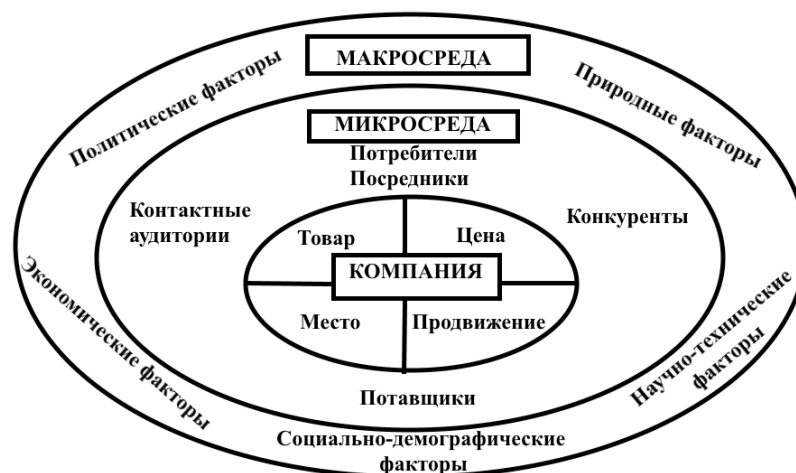 МАКРОСРЕДА
Политические факторы
Природные факторы
МИКРОСРЕДА
Потребители
Посредники
Контактные
аудитории
Конкуренты
Товар
Цена
КОМПАНИЯ
Место
Продвижение
Экономические факторы
Научно-технические
факторы
Потавщики
Социально-демографические
факторы